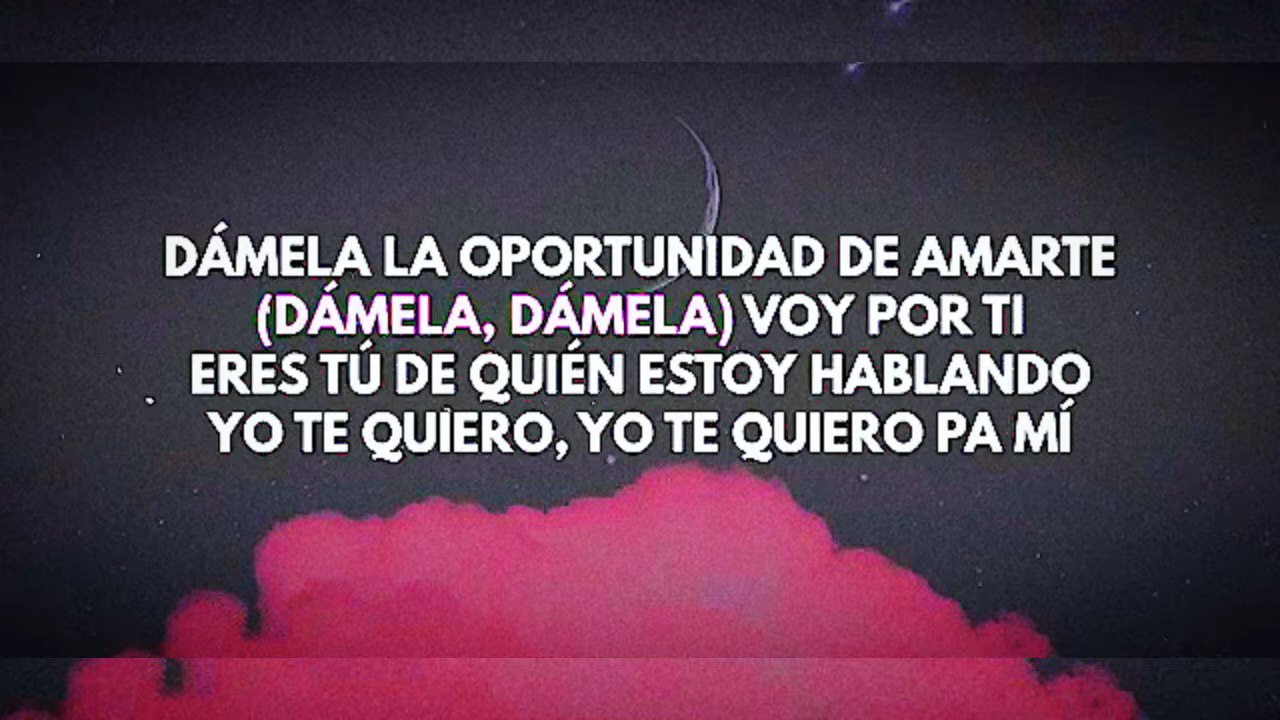 DÁMELA LA OPORTUNIDAD DE AMARTE
(DÁMELA, DÁMELA) VOY POR TI
ERES TÚ DE QUIÉN ESTOY HABLANDO
YO TE QUIERO, YO TE QUIERO PA MÍ